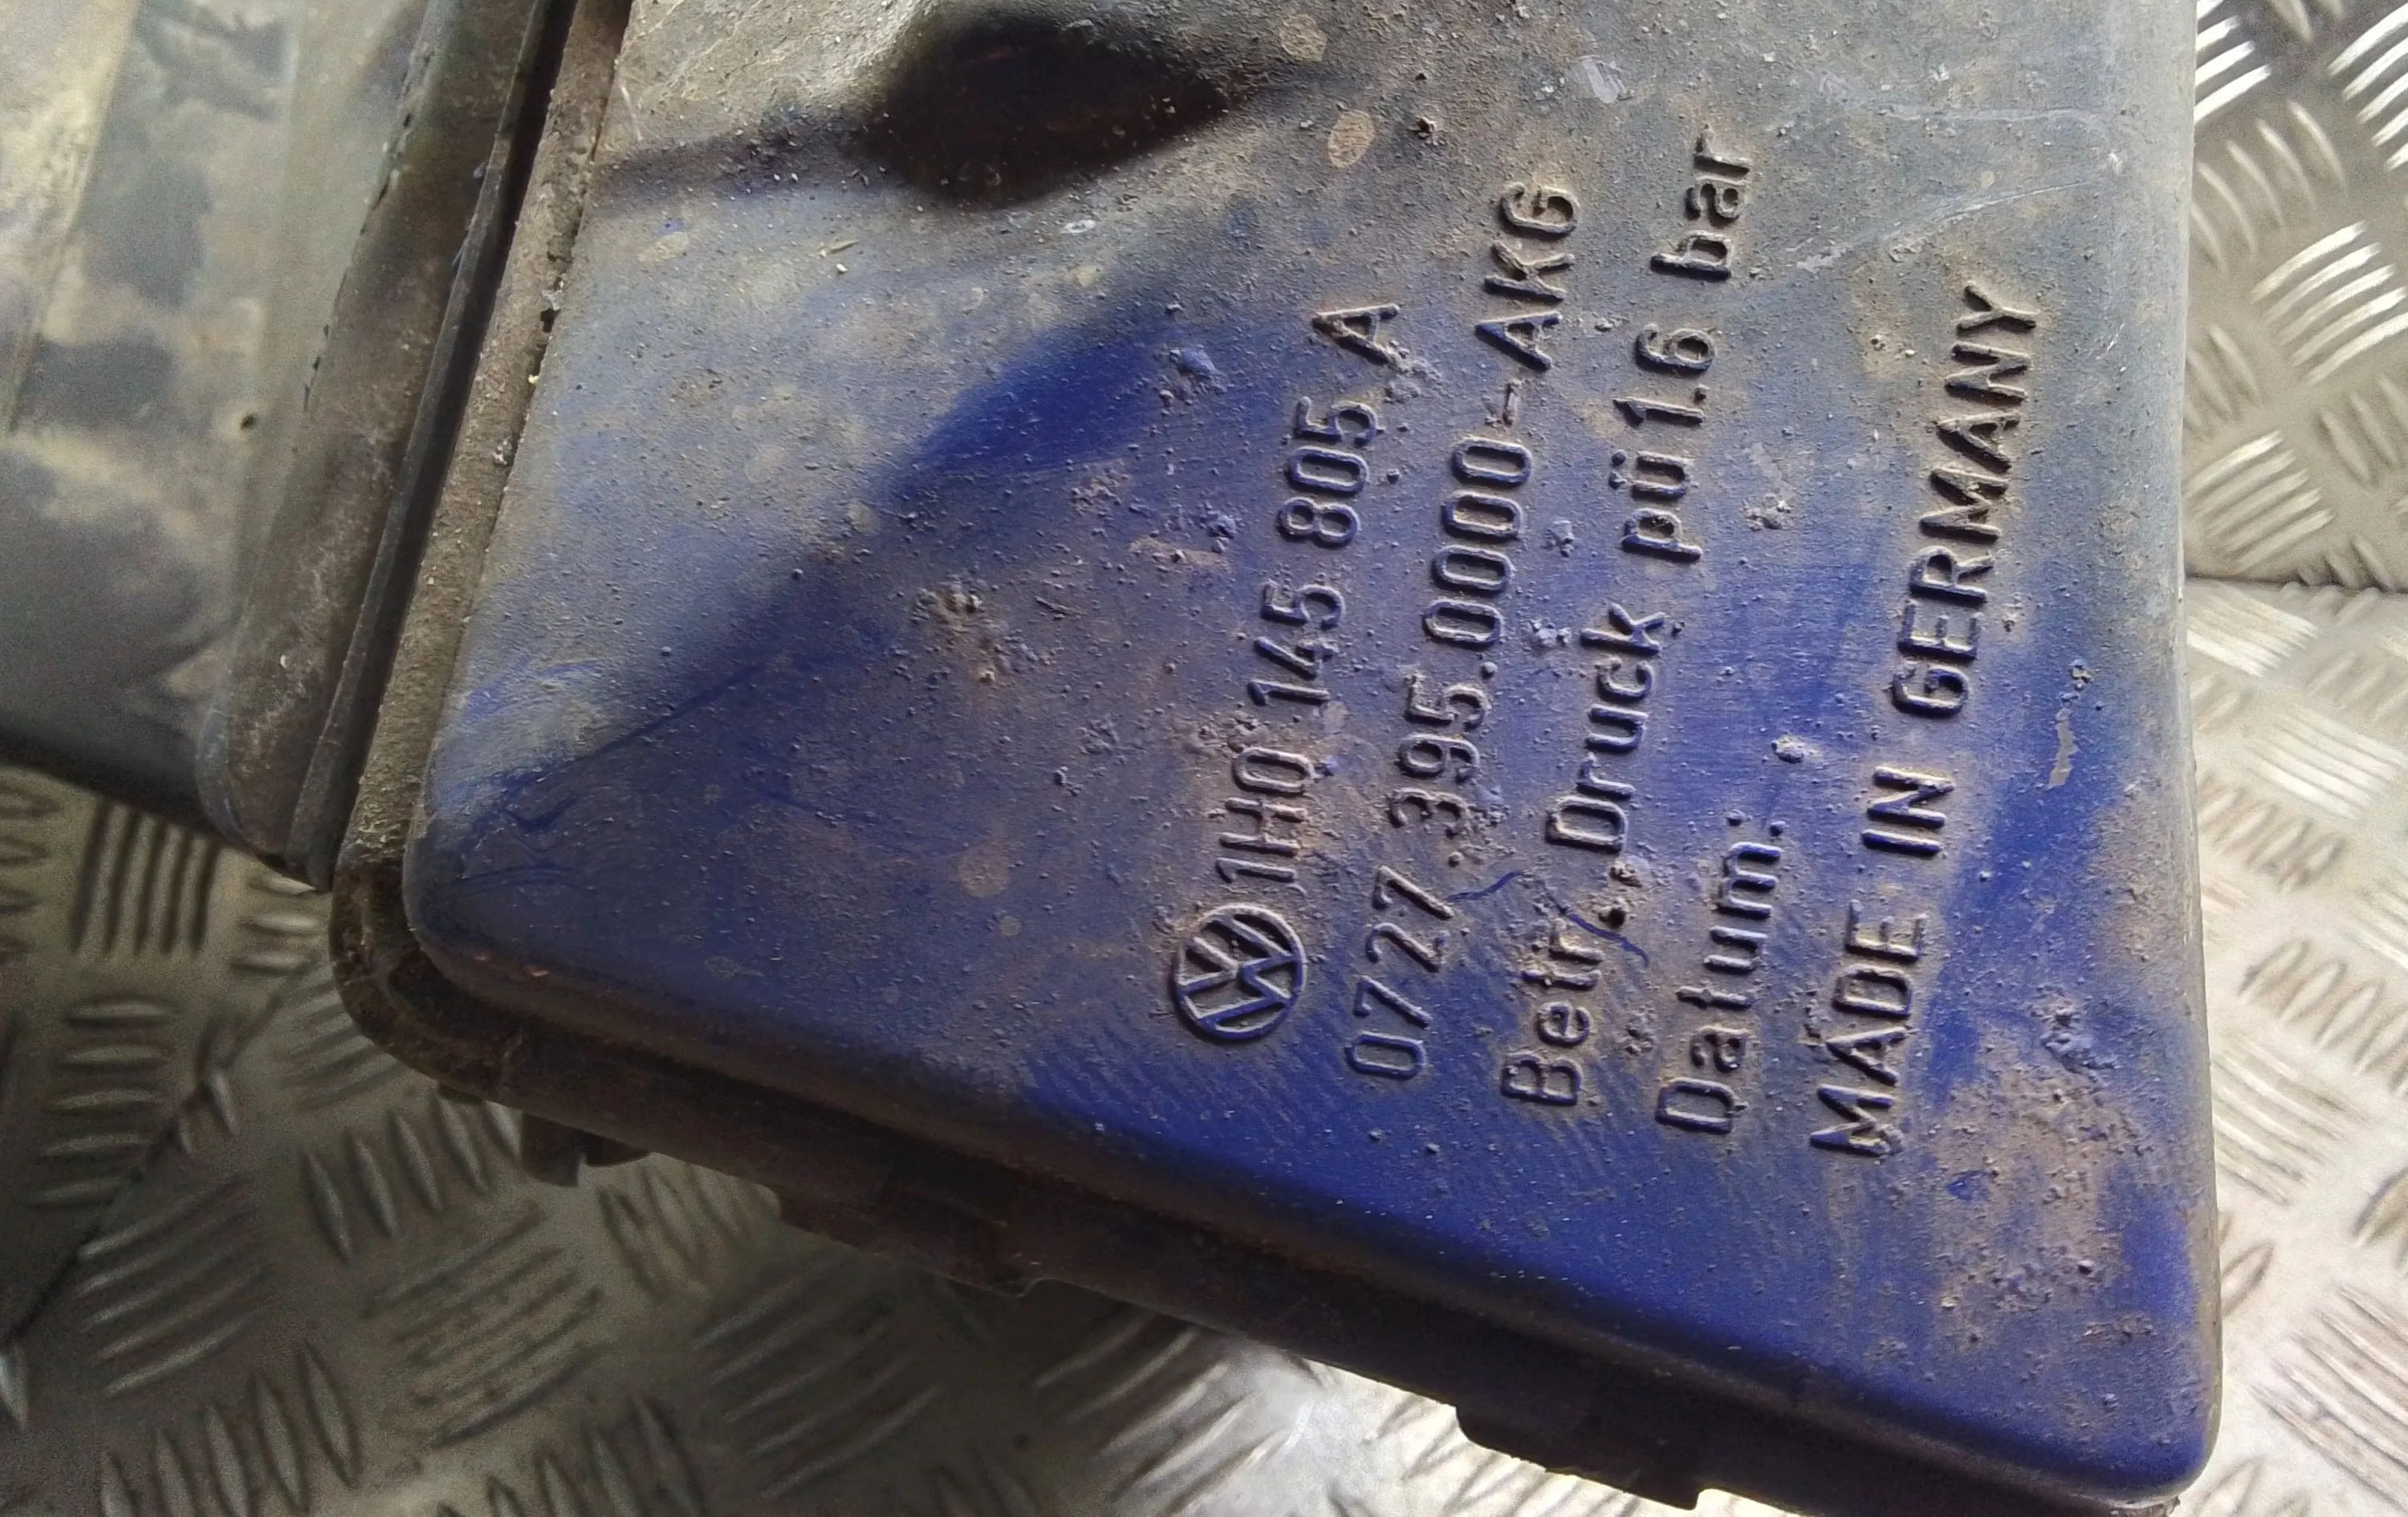 1H0 145 805 A
0727.395.0000-AKG
Betr.,Druck pü 1.6 bar
Datum:
MADE IN GERMANY